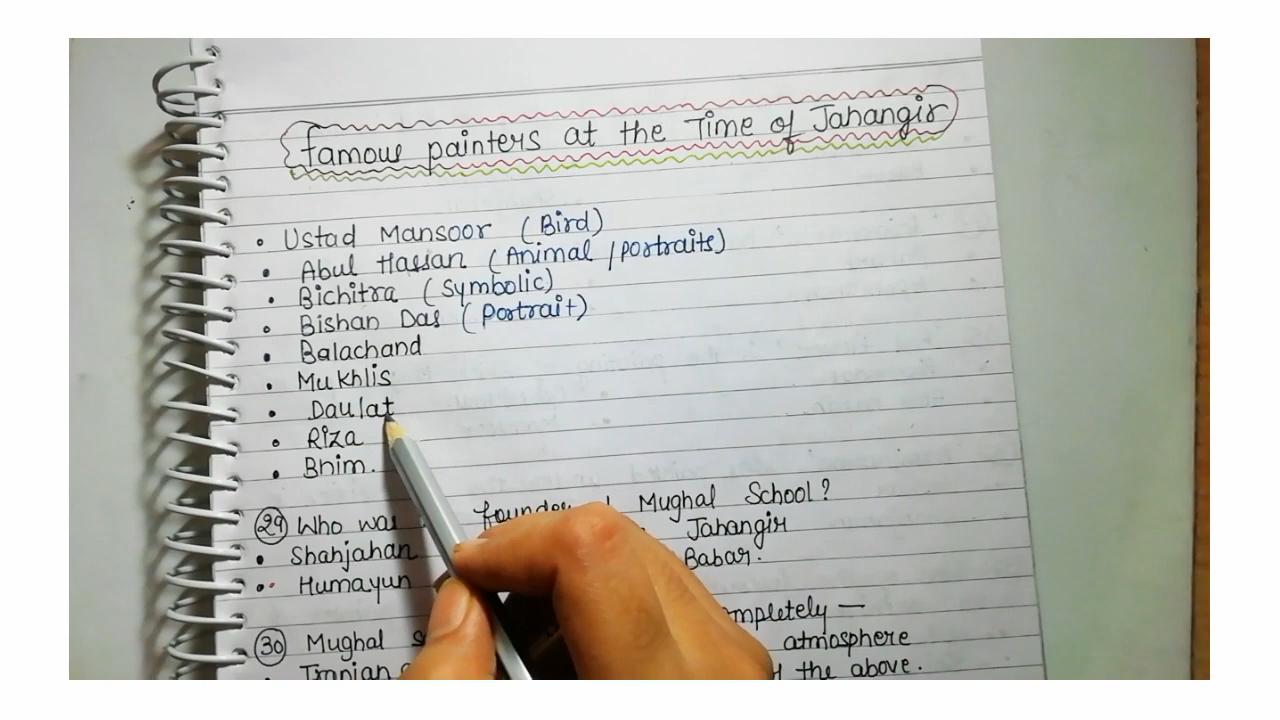 Famous painters at the Time of Jahangir
• Ustad Mansoor (Bird)
• Abul Hassan (Animal / portraits)
• Bichitra (Symbolic)
• Bishan Das (portrait)
• Balachand
• Mukhlis
• Daulat
• Riza
• Bhim.
29 Who was founder Mughal School?
• Shahjahan Jahangir
• Humayun Babar.
30 Mughal
atmosphere
the above.